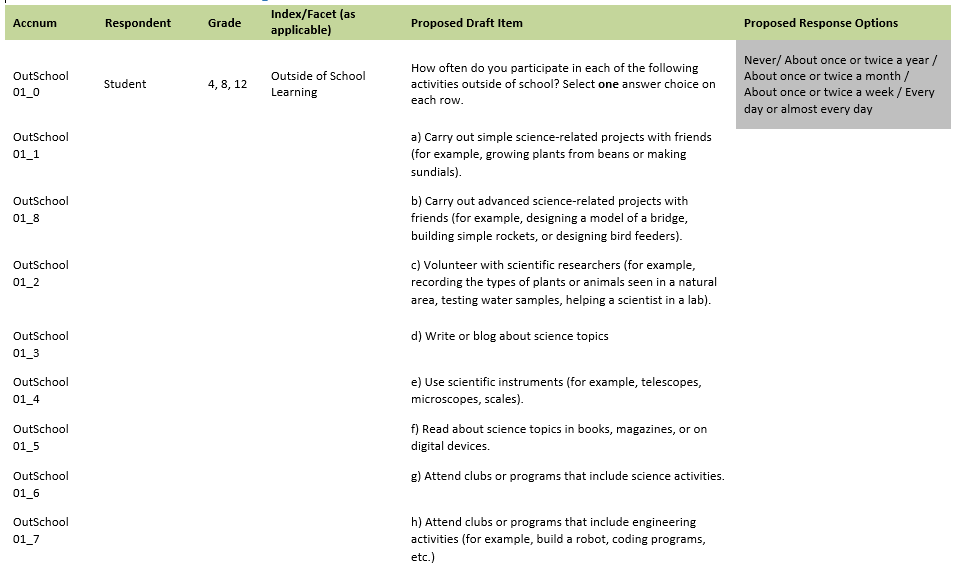 Accnum Respondent Grade Index/Facet (as applicable) Proposed Draft Item Proposed Response Options
OutSchool
01_0
Student
4, 8, 12
Outside of School
Learning
How often do you participate in each of the following
activities outside of school? Select one answer choice on
each row.
Never/ About once or twice a year /
About once or twice a month /
About once or twice a week / Every
day or almost every day
OutSchool
01_1
a) Carry out simple science-related projects with friends
(for example, growing plants from beans or making
sundials).
OutSchool
01_8
b) Carry out advanced science-related projects with
friends (for example, designing a model of a bridge,
building simple rockets, or designing bird feeders).
OutSchool
01_2
c) Volunteer with scientific researchers (for example,
recording the types of plants or animals seen in a natural
area, testing water samples, helping a scientist in a lab).
OutSchool
01_3
d) Write or blog about science topics
OutSchool
01_4
e) Use scientific instruments (for example, telescopes,
microscopes, scales).
OutSchool
01_5
f) Read about science topics in books, magazines, or on
digital devices.
OutSchool
01_6
g) Attend clubs or programs that include science activities.
OutSchool
01_7
h) Attend clubs or programs that include engineering
activities (for example, build a robot, coding programs,
etc.)